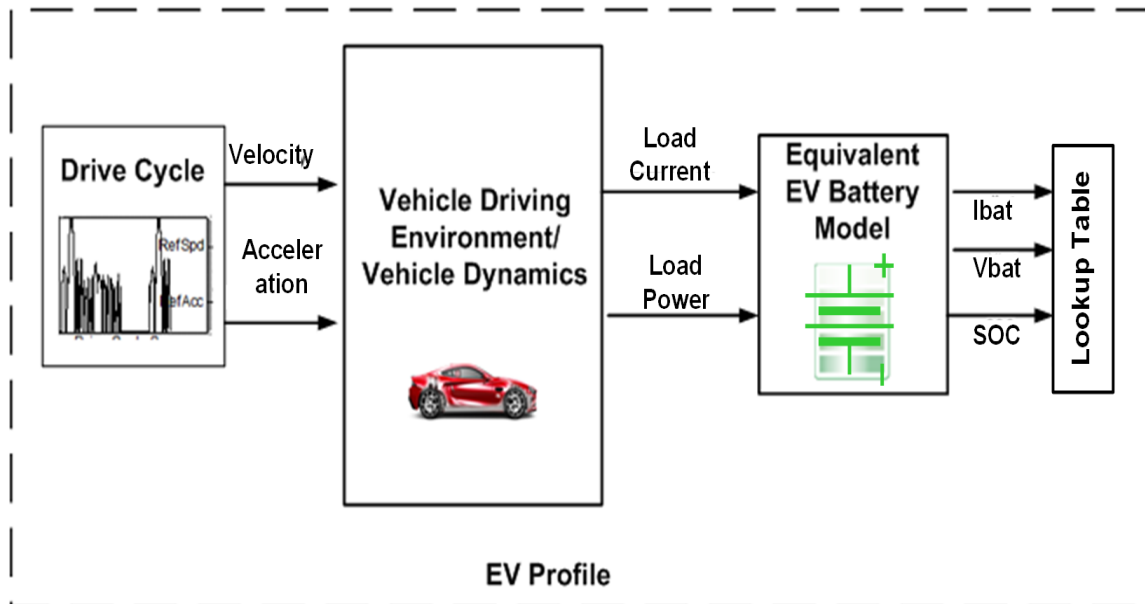 Drive Cycle
RefSpd
RefAcc
Velocity
Acceler
ation
Vehicle Driving
Environment/
Vehicle Dynamics
Load
Current
Load
Power
Equivalent
EV Battery
Model
Ibat
Vbat
SOC
Lookup Table
EV Profile